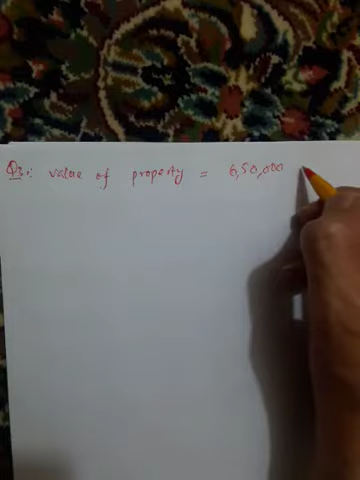 Q3: value of property = 6,50,000